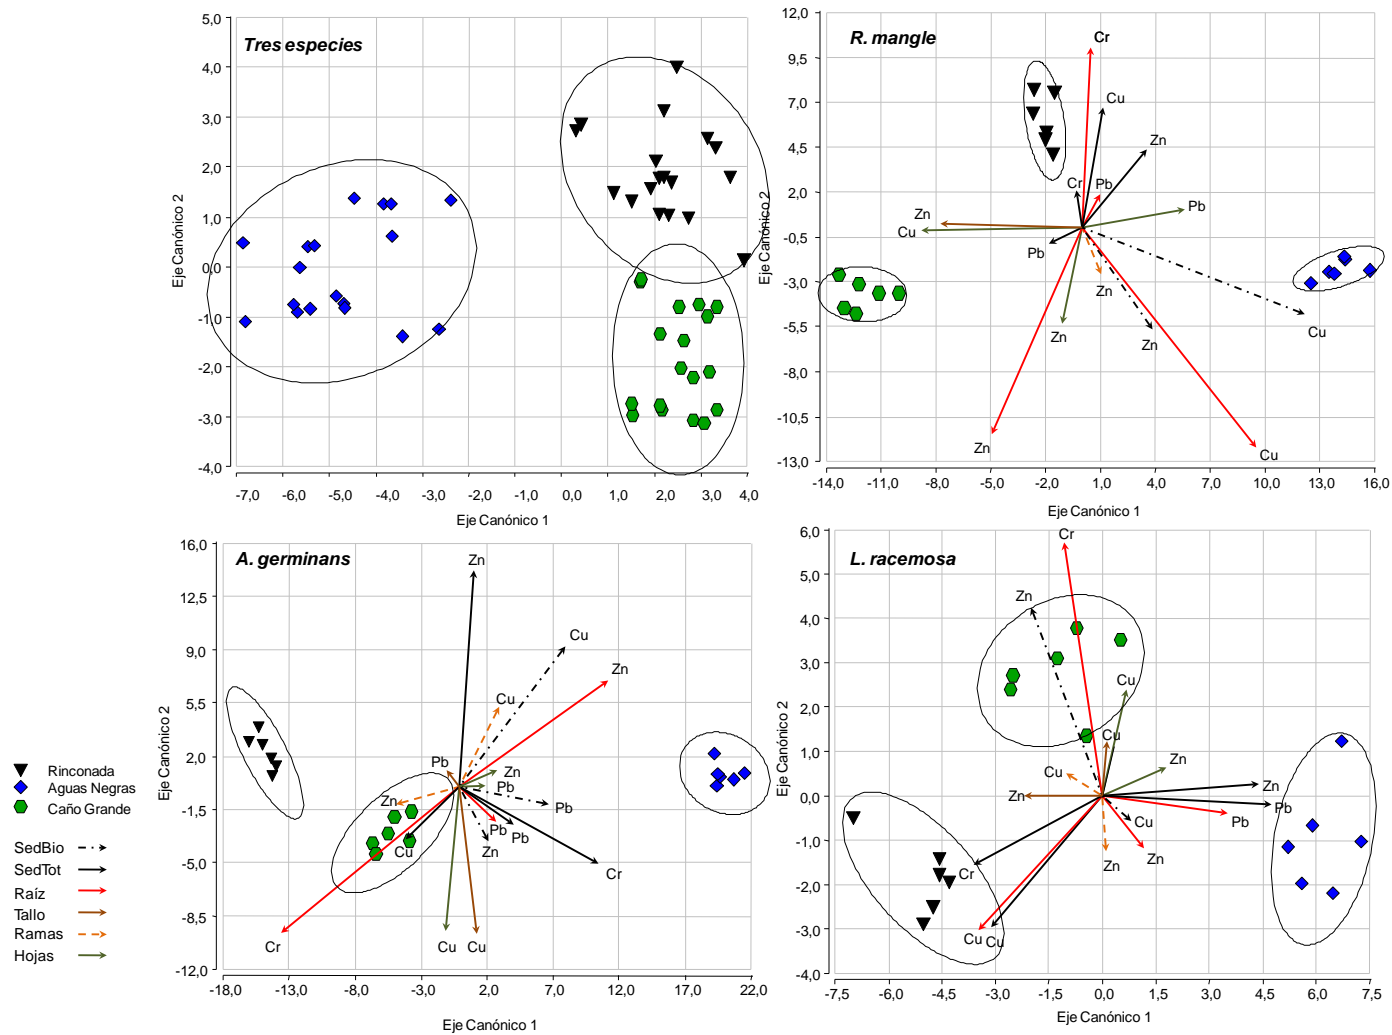 Tres especies
5,0
4,0
3,0
2,0
1,0
0,0
-1,0
-2,0
-3,0
-4,0
Eje Canónico 2
-7,0 -6,0 -5,0 -4,0 -3,0 -2,0 -1,0 0,0 1,0 2,0 3,0 4,0
Eje Canónico 1
R. mangle
12,0
9,5
7,0
4,5
2,0
-0,5
-3,0
-5,5
-8,0
-10,5
-13,0
Eje Canónico 2
Cr
Cu
Zn
Cr
Pb
Pb
Zn
Cu
Pb
Zn
Cu
Zn
Zn
Zn
Cu
-14,0 -11,0 -8,0 -5,0 -2,0 1,0 4,0 7,0 10,0 13,0 16,0
Eje Canónico 1
A. germinans
16,0
12,5
9,0
5,5
2,0
-1,5
-5,0
-8,5
-12,0
Eje Canónico 2
Zn
Cu
Zn
Cu
Pb
Zn
Pb
Zn
Pb
Pb
Pb
Cu
Zn
Cr
Cr
Cu
Cu
-18,0 -13,0 -8,0 -3,0 2,0 7,0 12,0 17,0 22,0
Eje Canónico 1
L. racemosa
6,0
5,0
4,0
3,0
2,0
1,0
0,0
-1,0
-2,0
-3,0
-4,0
Eje Canónico 2
Cr
Zn
Cu
Cu
Zn
Cu
Zn
Zn
Pb
Pb
Cu
Zn
Zn
Cr
Cu
Cu
-7,5 -5,5 -3,0 -1,5 0,0 1,5 3,0 4,5 6,0 7,5
Eje Canónico 1
Rinconada
Aguas Negras
Caño Grande
SedBio
SedTot
Raíz
Tallo
Ramas
Hojas